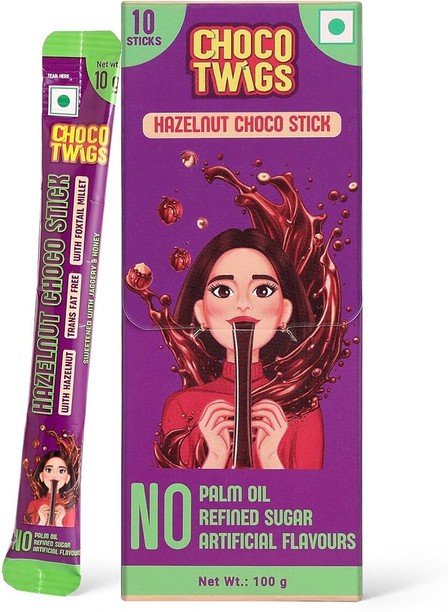 TEAR HERE
Net wt
10 g
CHOCO
TWIGS
HAZELNUT CHOCO STICK
WITH HAZELNUT
TRANS FAT FREE
WITH FOXTAIL MILLET
SWEETENED WITH JAGGERY & HONEY
NO
PALM OIL
REFINED SUGAR
ARTIFICIAL FLAVOURS
10
STICKS
CHOCO
TWIGS
HAZELNUT CHOCO STICK
NO
PALM OIL
REFINED SUGAR
ARTIFICIAL FLAVOURS
Net Wt.: 100 g